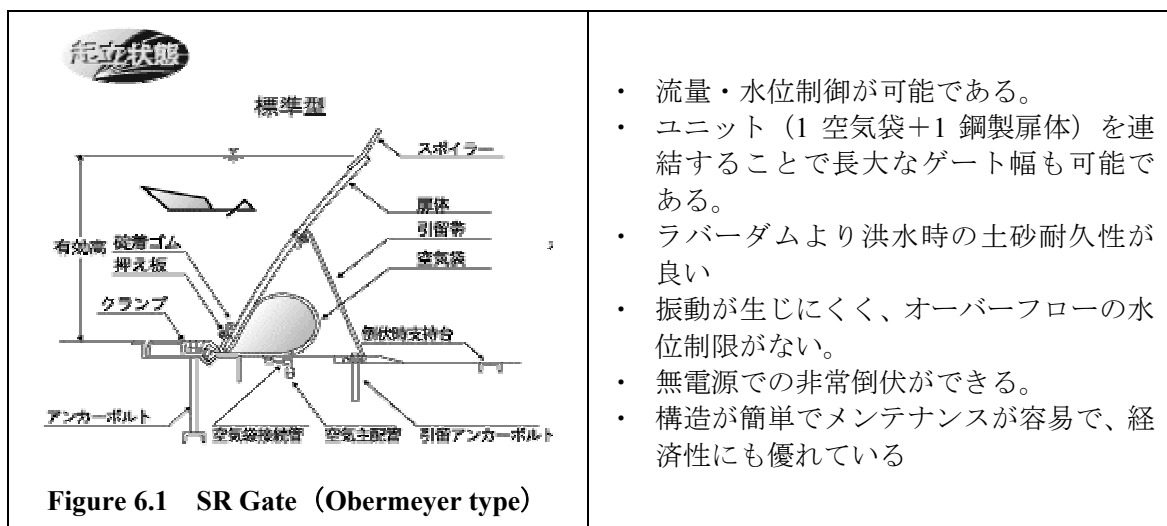 起立状態
標準型
スポイラー
扉体
引留帯
空気袋
有効高
硫着ゴム
押え板
クランプ
倒伏時支持台
アンカーボルト
空気袋接続管
空気主配管
引留アンカーボルト
Figure 6.1 SR Gate（Obermeyer type）
・ 流量・水位制御が可能である。
・ ユニット（1 空気袋＋1 鋼製扉体）を連
結することで長大なゲート幅も可能で
ある。
・ ラバーダムより洪水時の土砂耐久性が
良い
・ 振動が生じにくく、オーバーフローの水
位制限がない。
・ 無電源での非常倒伏ができる。
・ 構造が簡単でメンテナンスが容易で、経
済性にも優れている